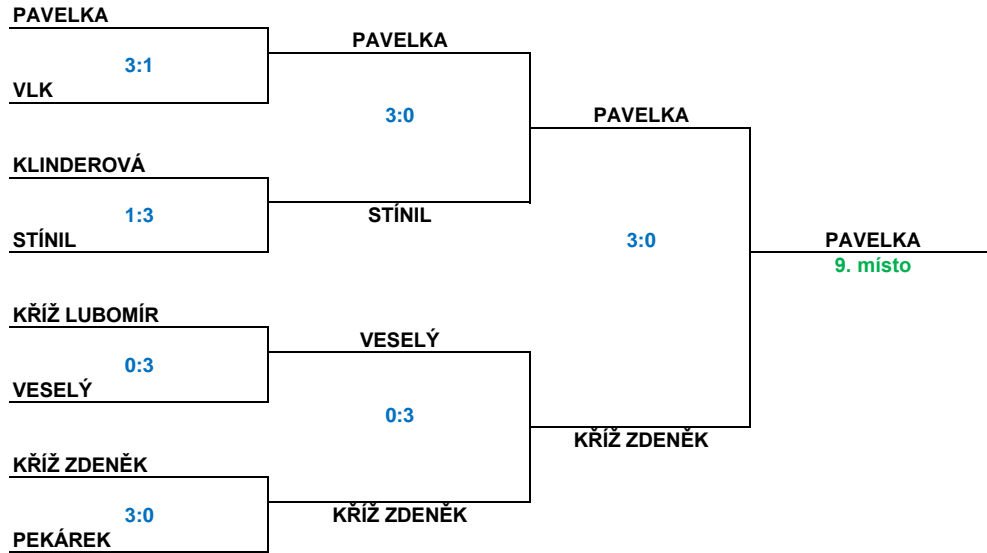 PAVELKA
PAVELKA
3:1
VLK
3:0
PAVELKA
KLINDEROVÁ
1:3
STÍNIL
STÍNIL
3:0
PAVELKA
9. místo
KŘÍŽ LUBOMÍR
VESELÝ
0:3
VESELÝ
0:3
KŘÍŽ ZDENĚK
KŘÍŽ ZDENĚK
3:0
KŘÍŽ ZDENĚK
PEKÁREK